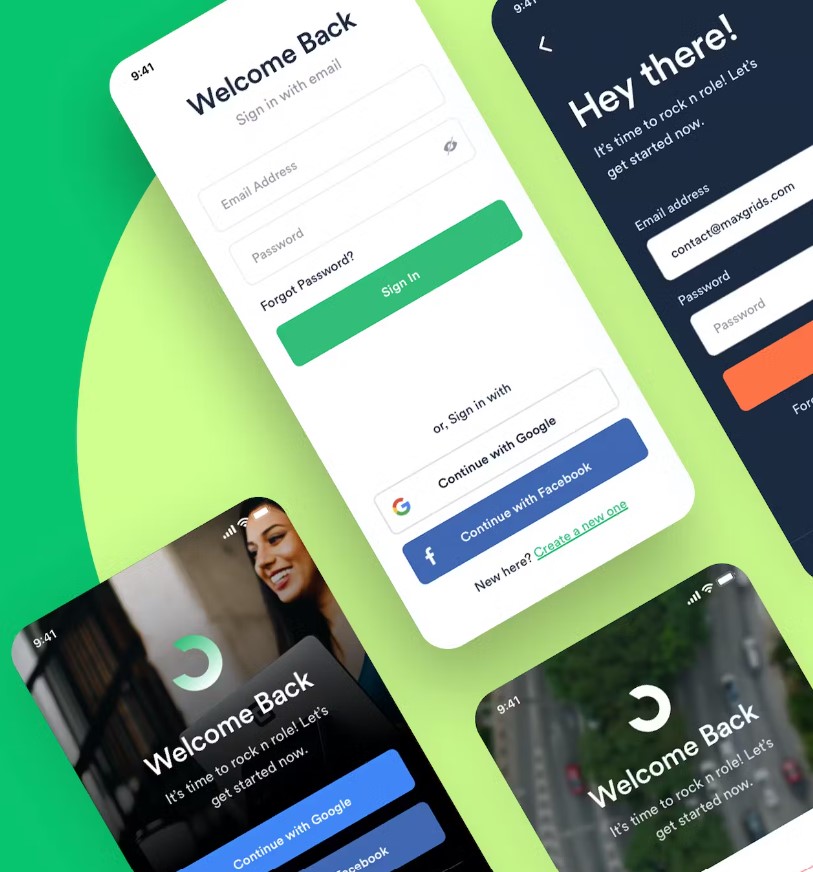 9:41
Welcome Back
Sign in with email
Email Address
Password
Forgot Password?
Sign In
or, Sign in with
Continue with Google
Continue with Facebook
New here? Create a new one
9:41
Hey there!
It's time to rock n role! Let's
get started now.
Email address
contact@maxgrids.com
Password
Password
9:41
Welcome Back
It's time to rock n role! Let's
get started now.
Continue with Google
9:41
Welcome Back
It's time to rock n role! Let's
get started now.